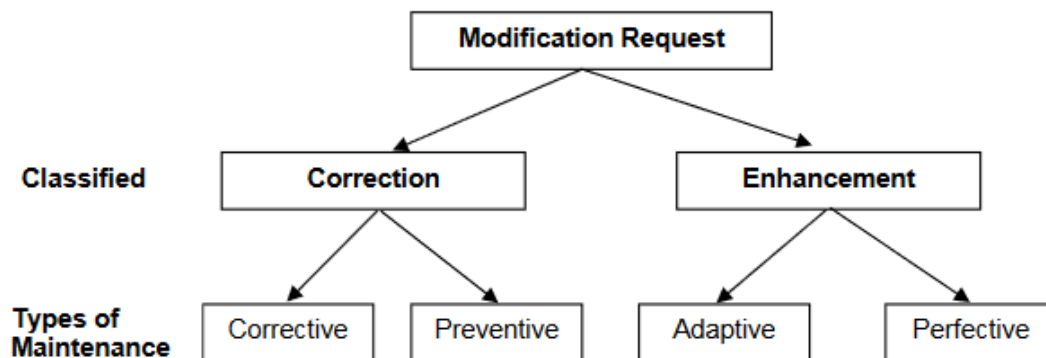 Modification Request
Classified
Correction
Enhancement
Types of
Maintenance
Corrective
Preventive
Adaptive
Perfective